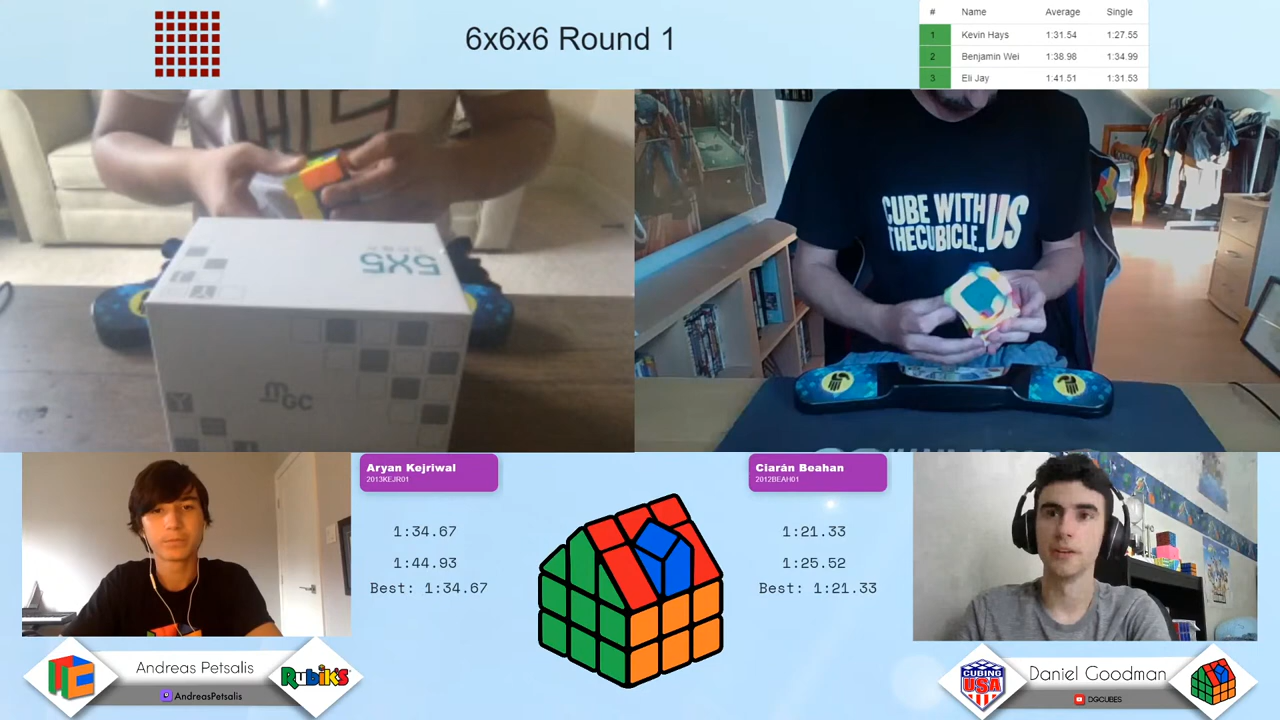 6x6x6 Round 1
# Name Average Single
1 Kevin Hays 1:31.54 1:27.55
2 Benjamin Wei 1:38.98 1:34.99
3 Eli Jay 1:41.51 1:31.53
5X5
MGC
CUBE WITH US
THECUBICLE.
Aryan Kejriwal
2013KEJR01
1:34.67
1:44.93
Best: 1:34.67
Ciarán Beahan
2012BEAH01
1:21.33
1:25.52
Best: 1:21.33
Andreas Petsalis
AndreasPetsalis
RUBIK'S
CUBING
USA
Daniel Goodman
DGCUBES